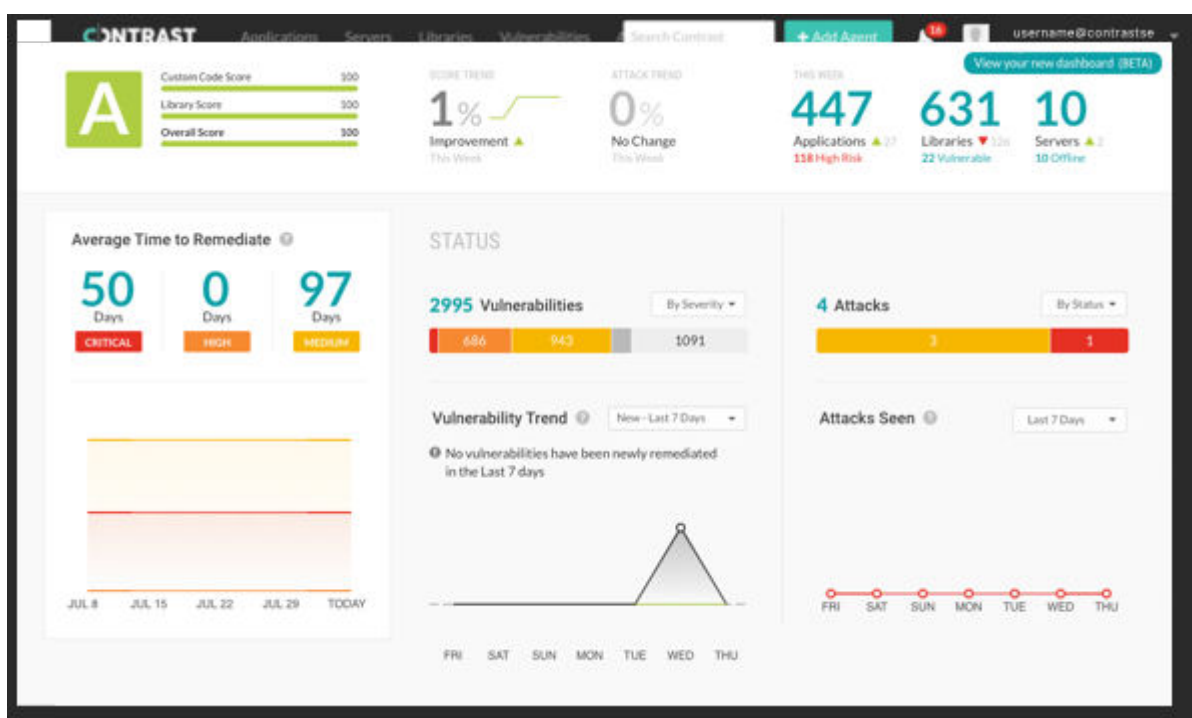 CONTRAST Applications Servers Libraries Vulnerabilities Search Contrast + Add Agent 16 username@contrastse
View your new dashboard (BETA)
A
Custom Code Score 100
Library Score 100
Overall Score 100
SCORE TREND
1%
Improvement
This Week
ATTACK TREND
0%
No Change
This Week
THIS WEEK
447
Applications 27
118 High Risk
631
Libraries
22 Vulnerable
10
Servers 2
10 Offline
Average Time to Remediate
50 0 97
Days Days Days
CRITICAL HIGH MEDIUM
JUL 8 JUL 15 JUL 22 JUL 29 TODAY
STATUS
2995 Vulnerabilities By Severity
686 943 1091
Vulnerability Trend New - Last 7 Days
No vulnerabilities have been newly remediated
in the Last 7 days
FRI SAT SUN MON TUE WED THU
4 Attacks By Status
3 1
Attacks Seen Last 7 Days
FRI SAT SUN MON TUE WED THU